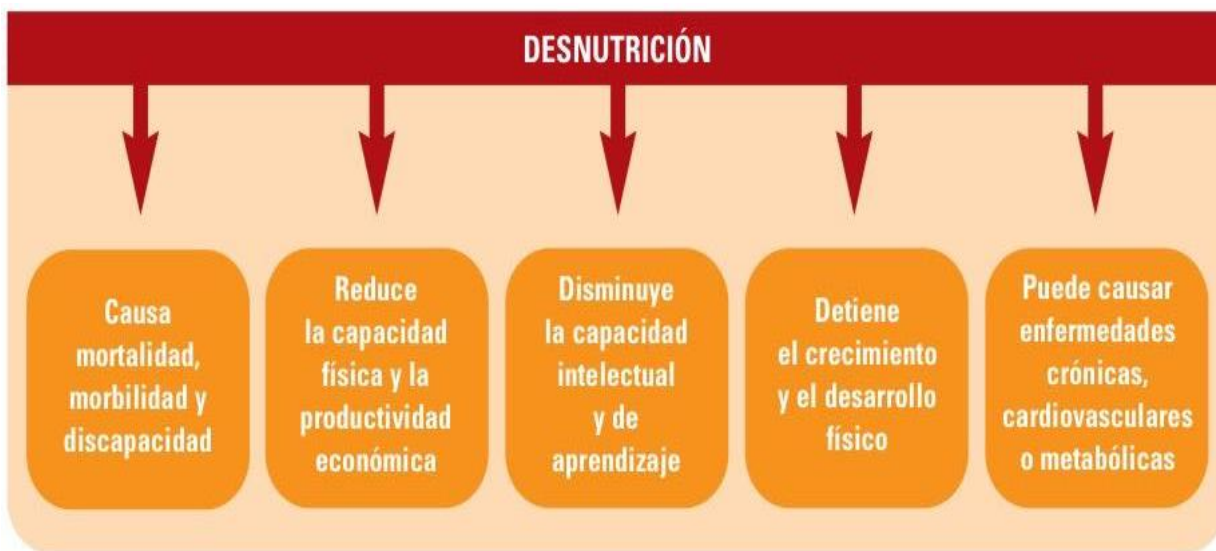 DESNUTRICIÓN
Causa
mortalidad,
morbilidad y
discapacidad
Reduce
la capacidad
física y la
productividad
económica
Disminuye
la capacidad
intelectual
y de
aprendizaje
Detiene
el crecimiento
y el desarrollo
físico
Puede causar
enfermedades
crónicas,
cardiovasculares
o metabólicas